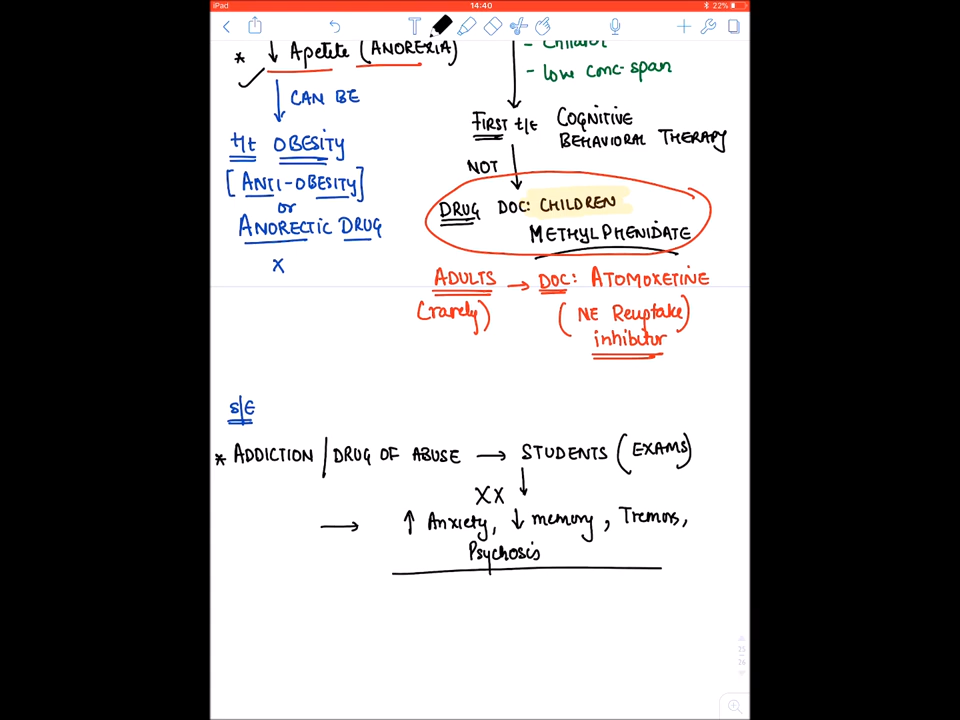 iPad
14:40
22%
T
* ↓ Apetite (ANOREXIA)
CAN BE
t/t OBESITY
[ANTI-OBESITY]
or
ANORECTIC DRUG
X
- low conc-span
FIRST t/t COGNITIVE
BEHAVIORAL THERAPY
NOT
DRUG DOC: CHILDREN
METHYLPHENIDATE
ADULTS → DOC: ATOMOXETINE
(rarely)
(NE Reuptake)
inhibitor
S/E
* ADDICTION / DRUG OF ABUSE → STUDENTS (EXAMS)
XX
→ ↑ Anxiety, ↓ memory, Tremors,
Psychosis
25
26